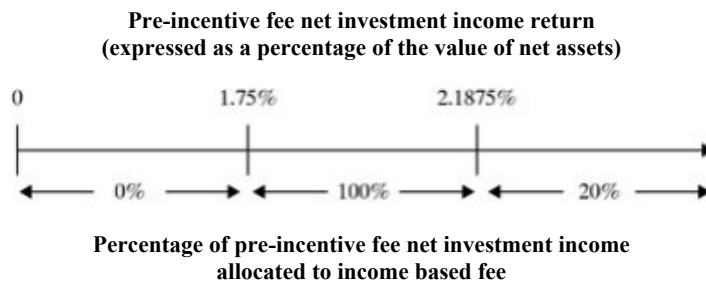 Pre-incentive fee net investment income return
(expressed as a percentage of the value of net assets)
0 1.75% 2.1875%
0% 100% 20%
Percentage of pre-incentive fee net investment income
allocated to income based fee